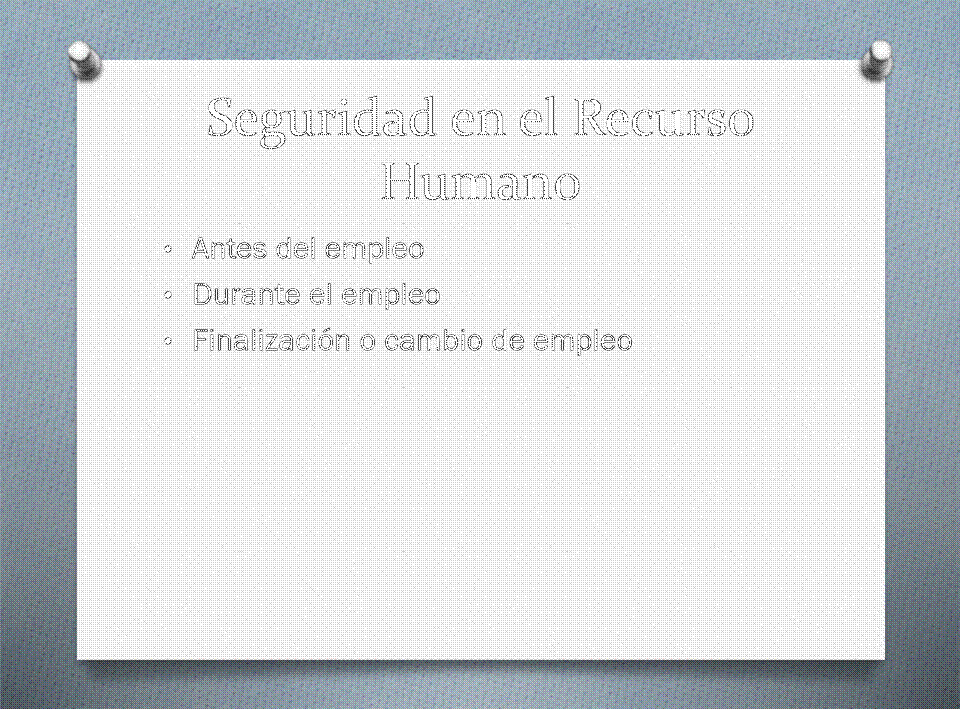 Seguridad en el Recurso
Humano
• Antes del empleo
• Durante el empleo
• Finalización o cambio de empleo